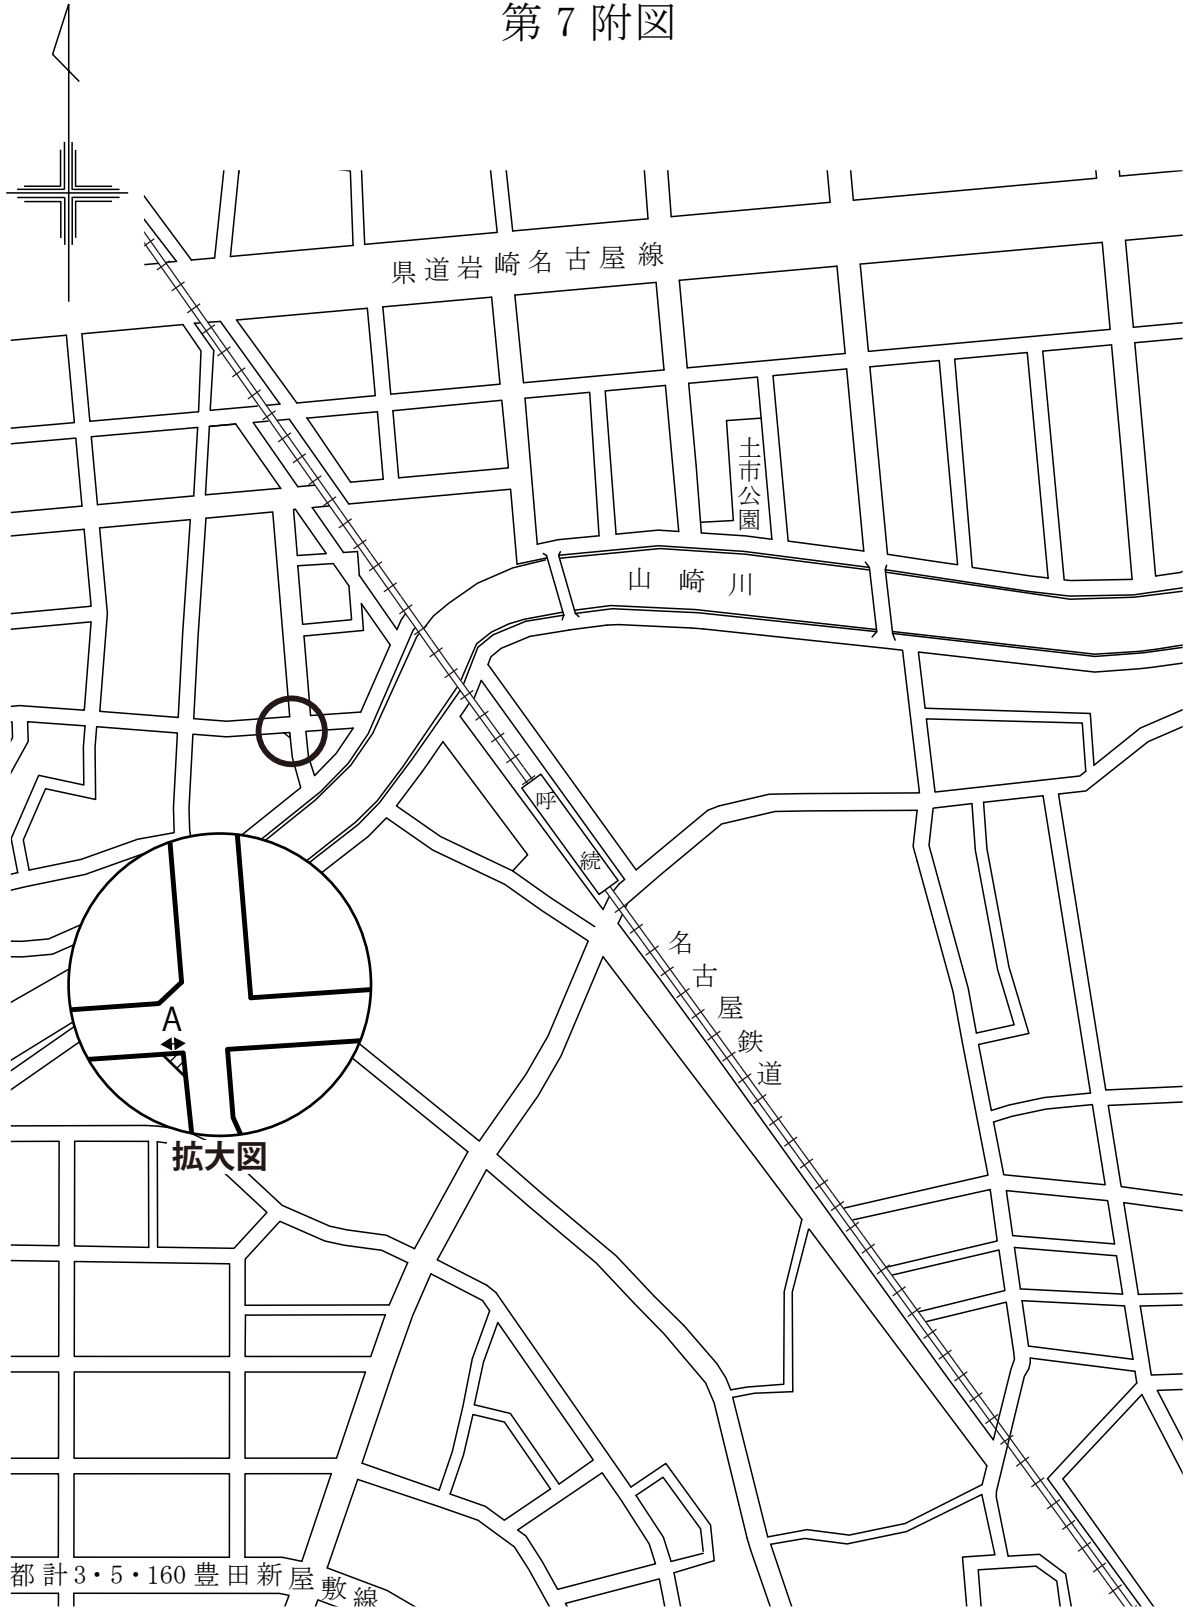 第7附図
県道岩崎名古屋線
土市公園
山崎川
呼続
名古屋鉄道
A
拡大図
都計3・5・160豊田新屋敷線